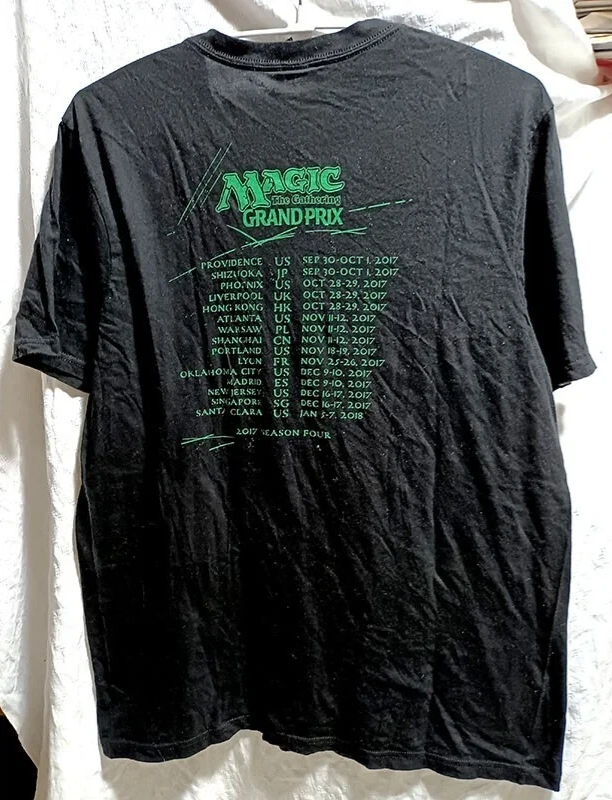 MAGIC
The Gathering
GRAND PRIX
PROVIDENCE US SEP 30-OCT 1, 2017
SHIZUOKA JP SEP 30-OCT 1, 2017
PHOENIX US OCT 28-29, 2017
LIVERPOOL UK OCT 28-29, 2017
HONG KONG HK OCT 28-29, 2017
ATLANTA US NOV 11-12, 2017
WARSAW PL NOV 11-12, 2017
SHANGHAI CN NOV 11-12, 2017
PORTLAND US NOV 18-19, 2017
LYON FR NOV 25-26, 2017
OKLAHOMA CITY US DEC 9-10, 2017
MADRID ES DEC 9-10, 2017
NEW JERSEY US DEC 16-17, 2017
SINGAPORE SG DEC 16-17, 2017
SANTA CLARA US JAN 5-7, 2018
2017 SEASON FOUR